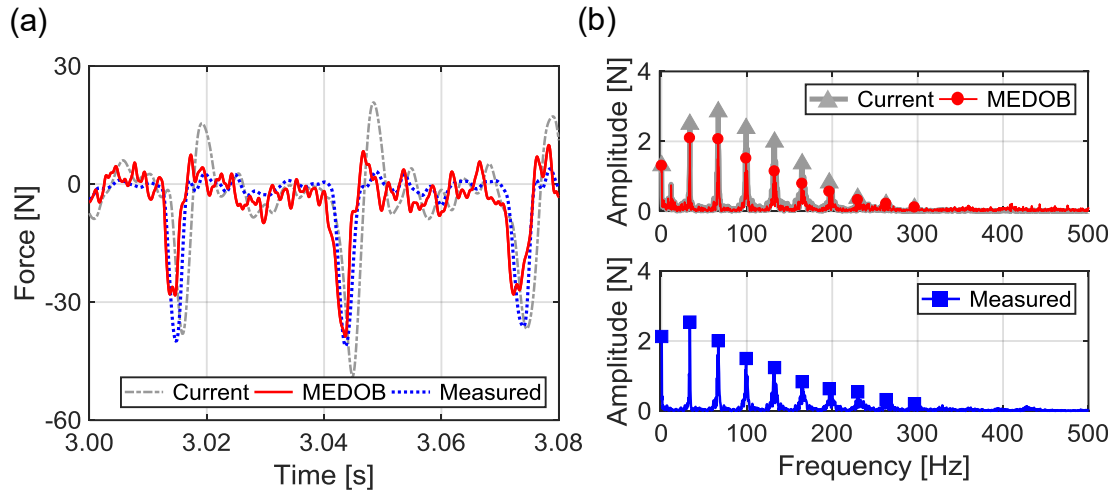 (a)
Force [N]
30
0
-30
-60
Current MEDOB Measured
3.00 3.02 3.04 3.06 3.08
Time [s]
(b)
Amplitude [N]
4
2
0
Current MEDOB
0 100 200 300 400 500
Amplitude [N]
4
2
0
Measured
0 100 200 300 400 500
Frequency [Hz]